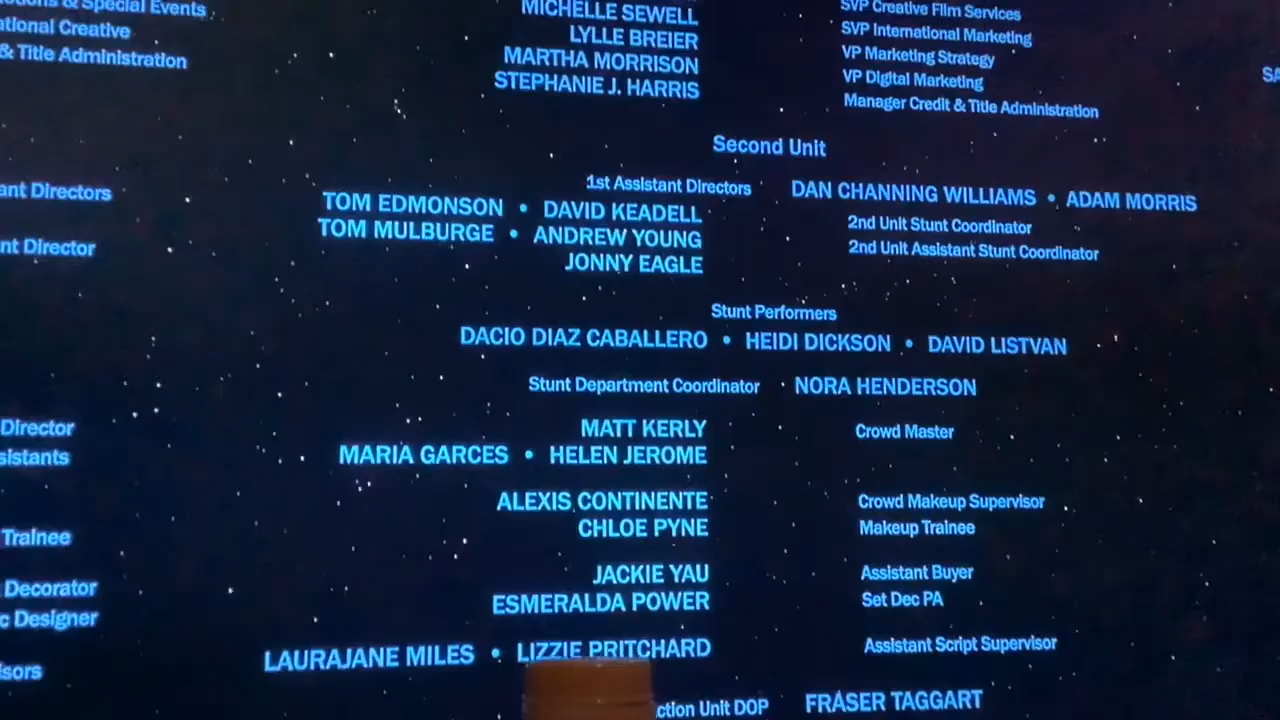 ns & Special Events
ational Creative
& Title Administration
MICHELLE SEWELL
LYLLE BREIER
MARTHA MORRISON
STEPHANIE J. HARRIS
SVP Creative Film Services
SVP International Marketing
VP Marketing Strategy
VP Digital Marketing
Manager Credit & Title Administration
SA
Second Unit
ant Directors
1st Assistant Directors
DAN CHANNING WILLIAMS • ADAM MORRIS
TOM EDMONSON • DAVID KEADELL
2nd Unit Stunt Coordinator
TOM MULBURGE • ANDREW YOUNG
2nd Unit Assistant Stunt Coordinator
nt Director
JONNY EAGLE
Stunt Performers
DACIO DIAZ CABALLERO • HEIDI DICKSON • DAVID LISTVAN
Stunt Department Coordinator
NORA HENDERSON
Director
MATT KERLY
Crowd Master
sistants
MARIA GARCES • HELEN JEROME
ALEXIS CONTINENTE
Crowd Makeup Supervisor
Trainee
CHLOE PYNE
Makeup Trainee
Decorator
JACKIE YAU
Assistant Buyer
c Designer
ESMERALDA POWER
Set Dec PA
isors
LAURAJANE MILES • LIZZIE PRITCHARD
Assistant Script Supervisor
ction Unit DOP
FRASER TAGGART